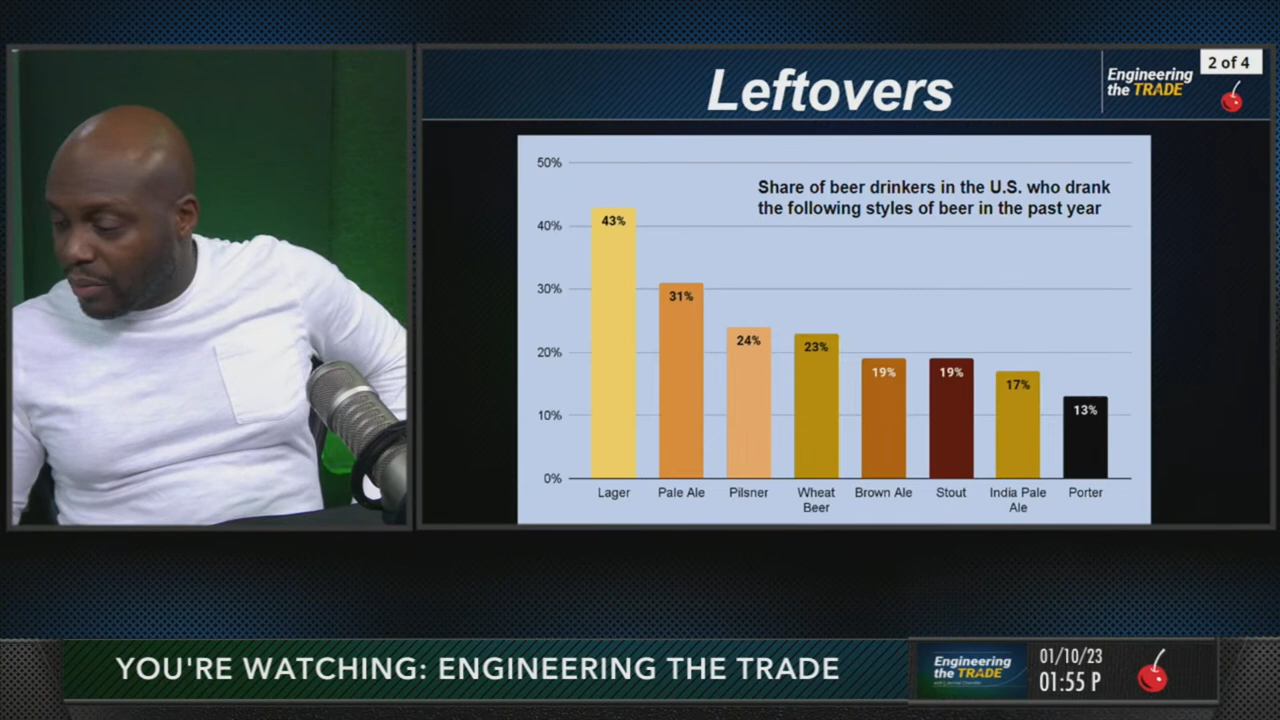 Leftovers
Engineering
the TRADE
2 of 4
Share of beer drinkers in the U.S. who drank
the following styles of beer in the past year
50%
40%
30%
20%
10%
0%
43%
31%
24%
23%
19%
19%
17%
13%
Lager
Pale Ale
Pilsner
Wheat
Beer
Brown Ale
Stout
India Pale
Ale
Porter
YOU'RE WATCHING: ENGINEERING THE TRADE
Engineering
the TRADE
01/10/23
01:55 P